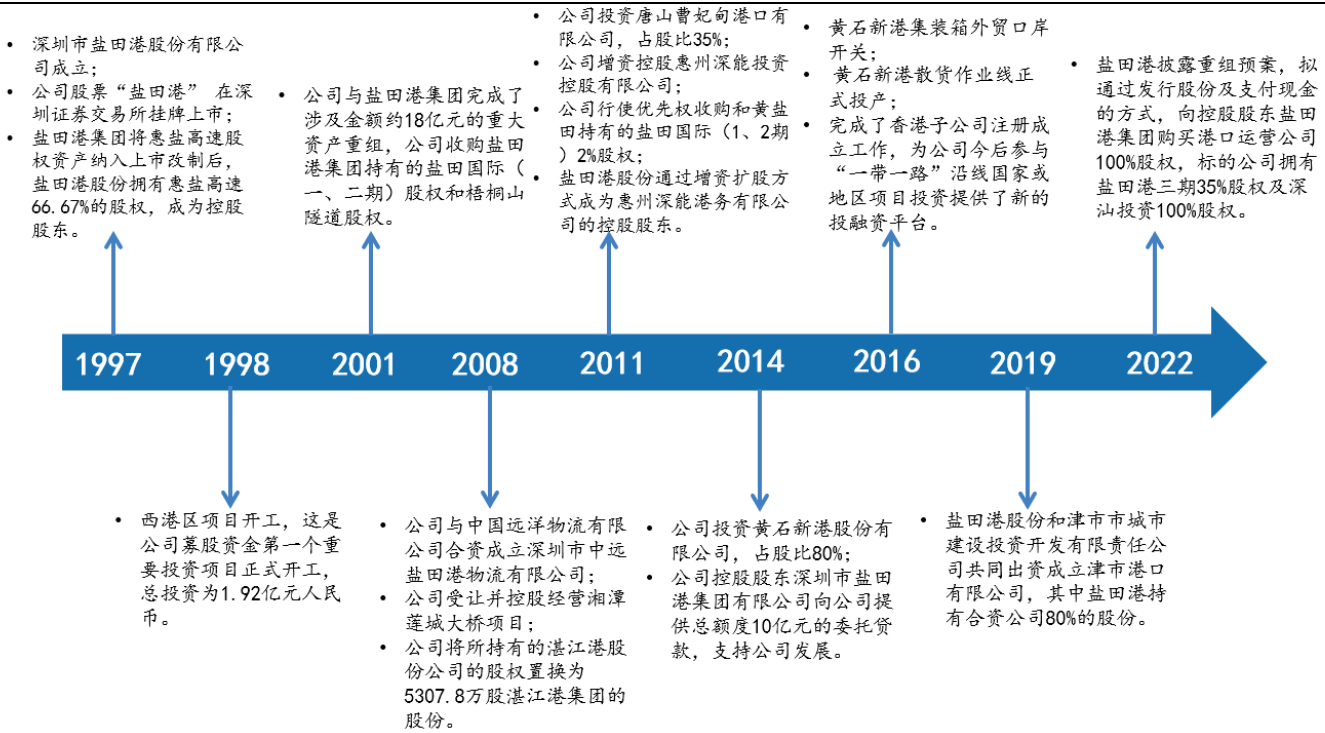 • 深圳市盐田港股份有限公
司成立;
• 公司股票“盐田港” 在深
圳证券交易所挂牌上市;
• 盐田港集团将惠盐高速股
权资产纳入上市改制后,
盐田港股份拥有惠盐高速
66.67%的股权, 成为控股
股东。
• 公司与盐田港集团完成了
涉及金额约18亿元的重大
资产重组, 公司收购盐田
港集团持有的盐田国际(
一、二期) 股权和梧桐山
隧道股权。
• 公司投资唐山曹妃甸港口有
限公司, 占股比35%;
• 公司增资控股惠州深能投资
控股有限公司;
• 公司行使优先权收购和黄盐
田持有的盐田国际(1、2期
) 2%股权;
• 盐田港股份通过增资扩股方
式成为惠州深能港务有限公
司的控股股东。
• 黄石新港集装箱外贸口岸
开关;
• 黄石新港散货作业线正
式投产;
• 完成了香港子公司注册成
立工作, 为公司今后参与
“一带一路”沿线国家或
地区项目投资提供了新的
投融资平台。
• 盐田港披露重组预案, 拟
通过发行股份及支付现金
的方式, 向控股股东盐田
港集团购买港口运营公司
100%股权, 标的公司拥有
盐田港三期35%股权及深
汕投资100%股权。
1997 1998 2001 2008 2011 2014 2016 2019 2022
• 西港区项目开工, 这是
公司募股资金第一个重
要投资项目正式开工,
总投资为1.92亿元人民
币。
• 公司与中国远洋物流有限
公司合资成立深圳市中远
盐田港物流有限公司;
• 公司受让并控股经营湘潭
莲城大桥项目;
• 公司将所持有的湛江港股
份公司的股权置换为
5307.8万股湛江港集团的
股份。
• 公司投资黄石新港股份有
限公司, 占股比80%;
• 公司控股股东深圳市盐田
港集团有限公司向公司提
供总额度10亿元的委托贷
款, 支持公司发展。
• 盐田港股份和津市市城市
建设投资开发有限责任公
司共同出资成立津市港口
有限公司, 其中盐田港持
有合资公司80%的股份。